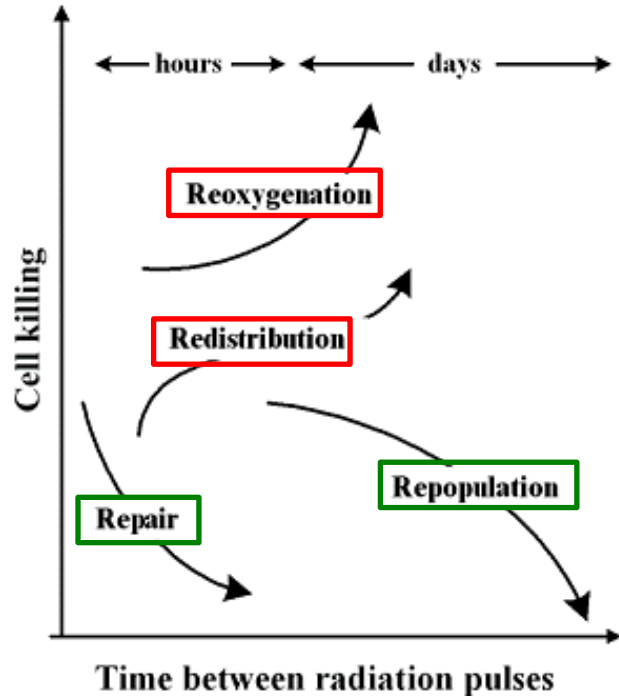 hours
days
Reoxygenation
Redistribution
Repopulation
Repair
Cell killing
Time between radiation pulses